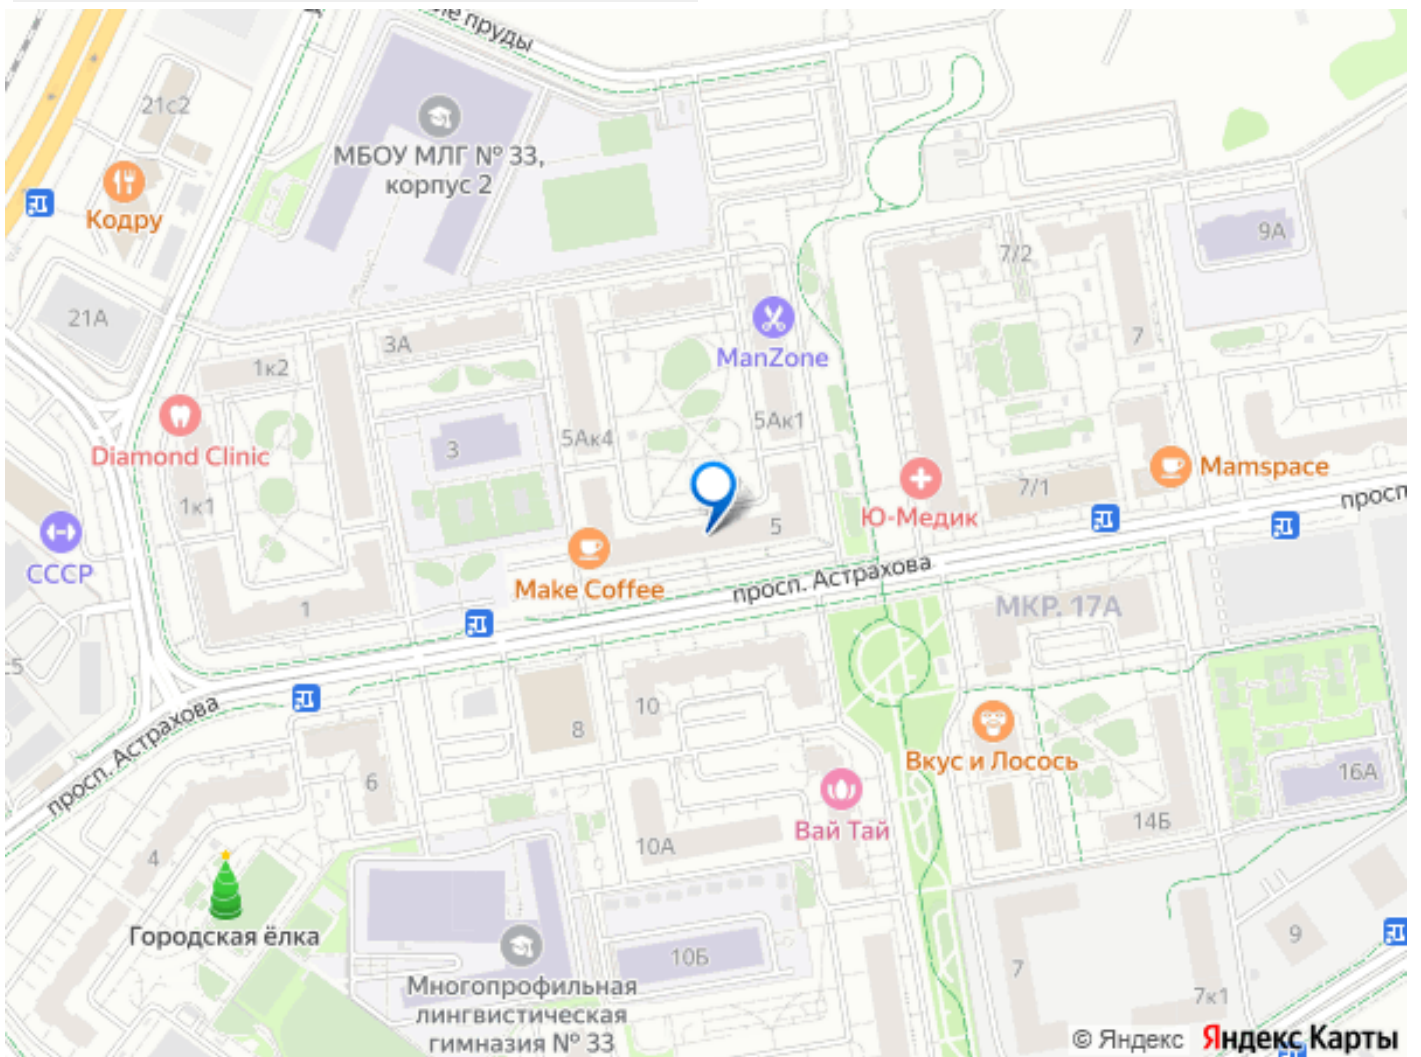 ле пруды
21с2
МБОУ МЛГ № 33,
корпус 2
Кодру
9А
7/2
21А
3А
ManZone
7
1к2
Diamond Clinic
3
5Ак4
5Ак1
Mamspace
7/1
просп
1к1
Ю-Медик
5
СССР
Make Coffee
просп. Астрахова
МКР. 17А
1
10
8
просп. Астрахова
Вкус и Лосось
6
16А
Вай Тай
14Б
10А
4
Городская ёлка
9
10Б
7
Многопрофильная
лингвистическая
гимназия № 33
7к1
© Яндекс Яндекс Карты